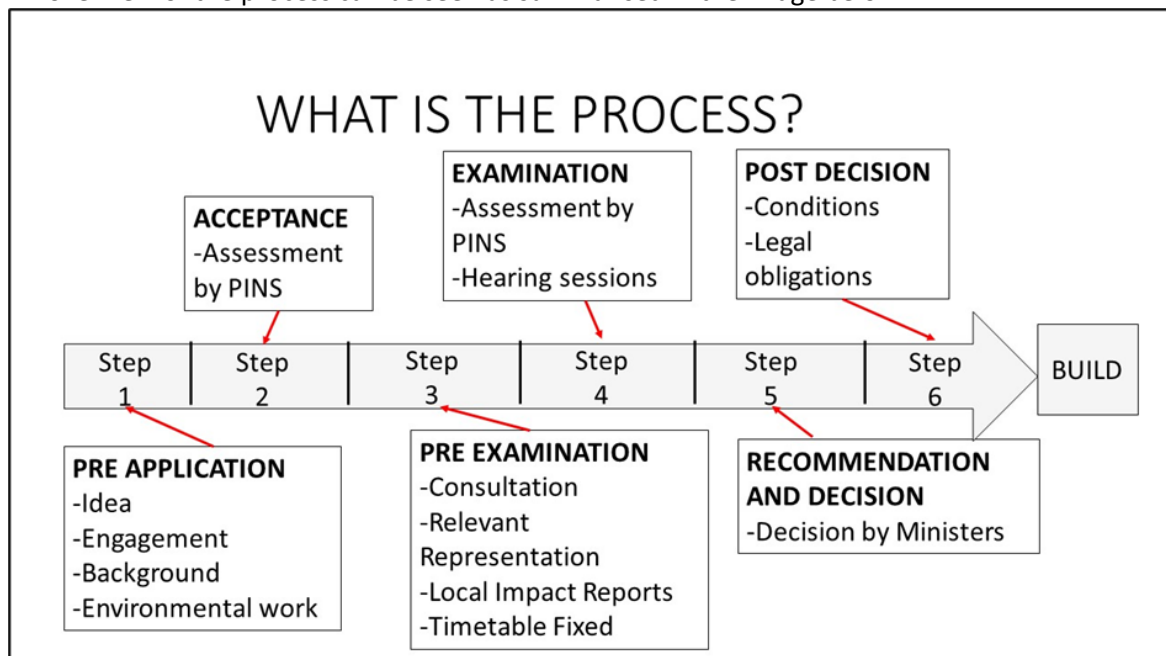 WHAT IS THE PROCESS?
ACCEPTANCE
-Assessment
by PINS
EXAMINATION
-Assessment by
PINS
-Hearing sessions
POST DECISION
-Conditions
-Legal
obligations
Step
1
Step
2
Step
3
Step
4
Step
5
Step
6
BUILD
PRE APPLICATION
-Idea
-Engagement
-Background
-Environmental work
PRE EXAMINATION
-Consultation
-Relevant
Representation
-Local Impact Reports
-Timetable Fixed
RECOMMENDATION
AND DECISION
-Decision by Ministers